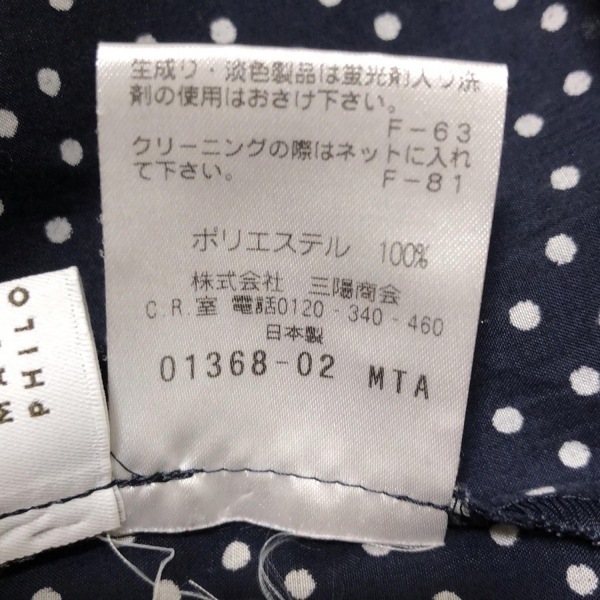 生成り・淡色製品は蛍光剤入り洗
剤の使用はおさけ下さい。
F-63
クリーニングの際はネットに入れ
て下さい。 F-81
ポリエステル 100%
株式会社 三陽商会
C.R.室 電話0120-340-460
日本製
01368-02 MTA
PHILO